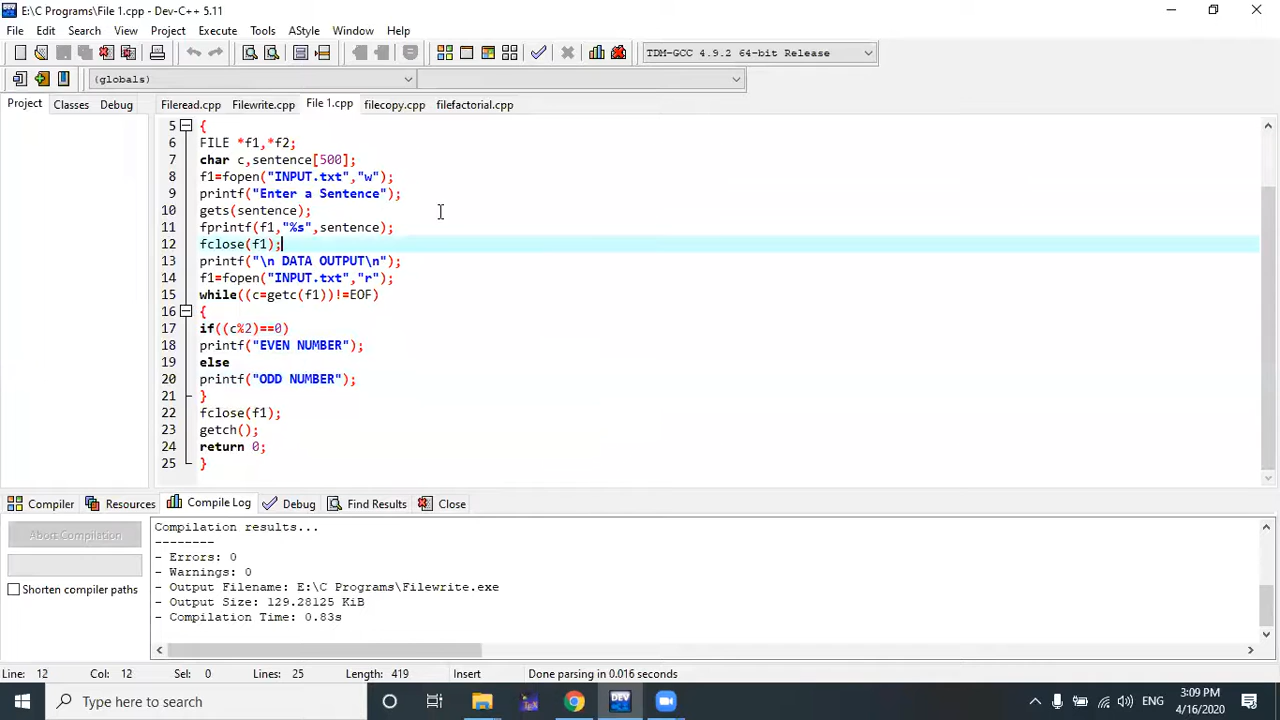 E:\C Programs\File 1.cpp - Dev-C++ 5.11
File Edit Search View Project Execute Tools AStyle Window Help
TDM-GCC 4.9.2 64-bit Release
(globals)
Project Classes Debug Fileread.cpp Filewrite.cpp File 1.cpp filecopy.cpp filefactorial.cpp
5 {
6 FILE *f1,*f2;
7 char c,sentence[500];
8 f1=fopen("INPUT.txt","w");
9 printf("Enter a Sentence");
10 gets(sentence);
11 fprintf(f1,"%s",sentence);
12 fclose(f1);
13 printf("\n DATA OUTPUT\n");
14 f1=fopen("INPUT.txt","r");
15 while((c=getc(f1))!=EOF)
16 {
17 if((c%2)==0)
18 printf("EVEN NUMBER");
19 else
20 printf("ODD NUMBER");
21 }
22 fclose(f1);
23 getch();
24 return 0;
25 }
Compiler Resources Compile Log Debug Find Results Close
Abort Compilation
Shorten compiler paths
Compilation results...
--------
- Errors: 0
- Warnings: 0
- Output Filename: E:\C Programs\Filewrite.exe
- Output Size: 129.28125 KiB
- Compilation Time: 0.83s
Line: 12 Col: 12 Sel: 0 Lines: 25 Length: 419 Insert Done parsing in 0.016 seconds
Type here to search
DEV
ENG
3:09 PM
4/16/2020